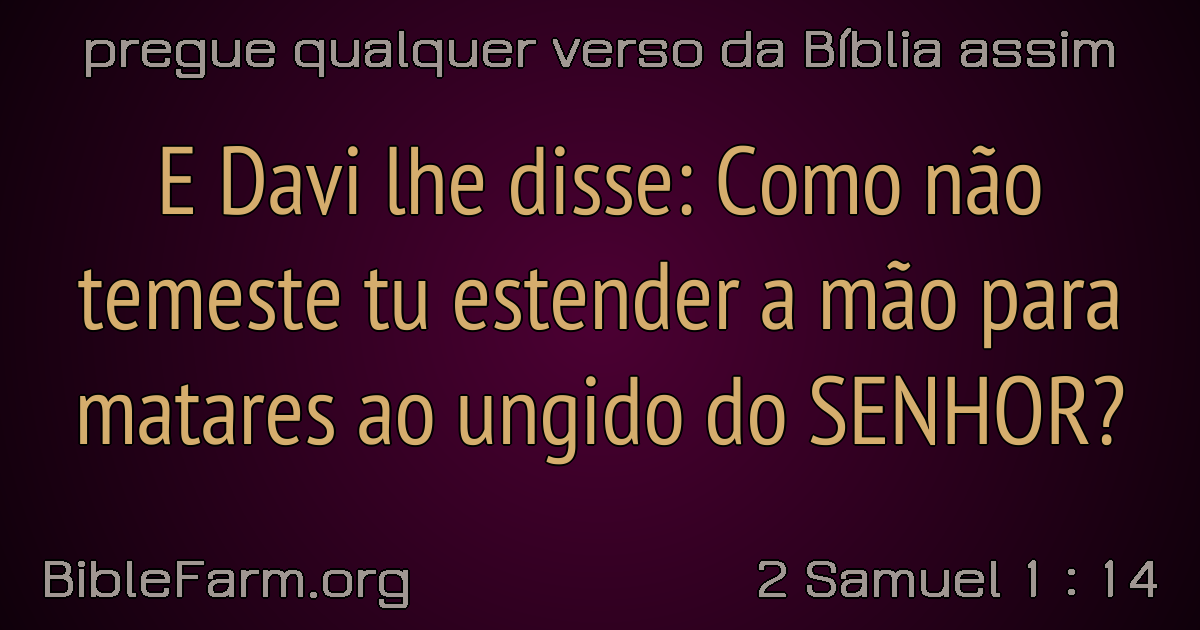 pregue qualquer verso da Bíblia assim
E Davi lhe disse: Como não
temeste tu estender a mão para
matares ao ungido do SENHOR?
BibleFarm.org
2 Samuel 1 : 14